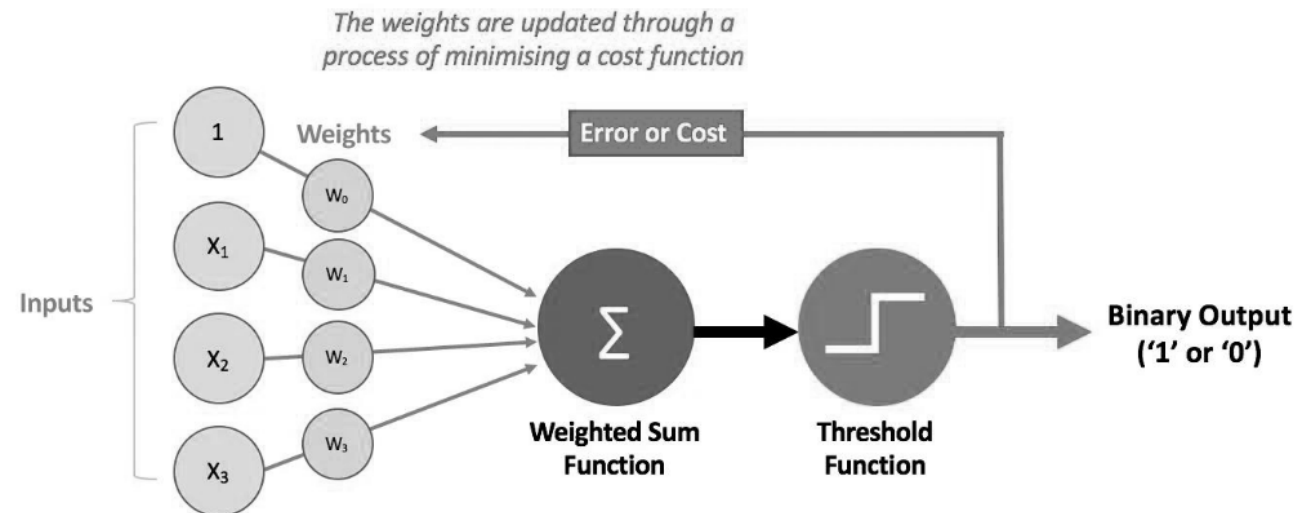 The weights are updated through a
process of minimising a cost function
1
Weights
Error or Cost
W₀
X₁
W₁
Inputs
Σ
Binary Output
('1' or '0')
X₂
W₂
Weighted Sum
Function
Threshold
Function
X₃
W₃